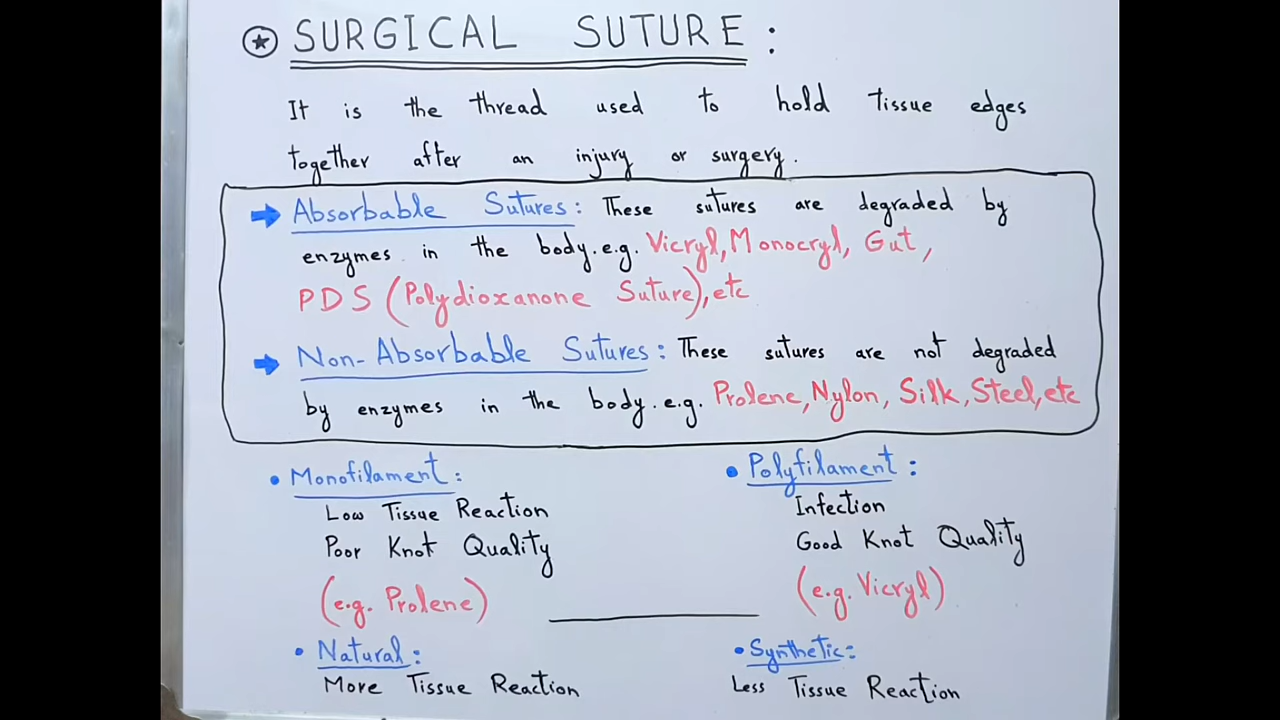 SURGICAL SUTURE :
It is the thread used to hold tissue edges
together after an injury or surgery.
Absorbable Sutures: These sutures are degraded by
enzymes in the body. e.g. Vicryl, Monocryl, Gut,
PDS (Polydioxanone Suture), etc
Non-Absorbable Sutures: These sutures are not degraded
by enzymes in the body. e.g. Prolene, Nylon, Silk, Steel, etc
• Monofilament:
Low Tissue Reaction
Poor Knot Quality
(e.g. Prolene)
• Polyfilament:
Infection
Good Knot Quality
(e.g. Vicryl)
• Natural:
More Tissue Reaction
• Synthetic:
Less Tissue Reaction